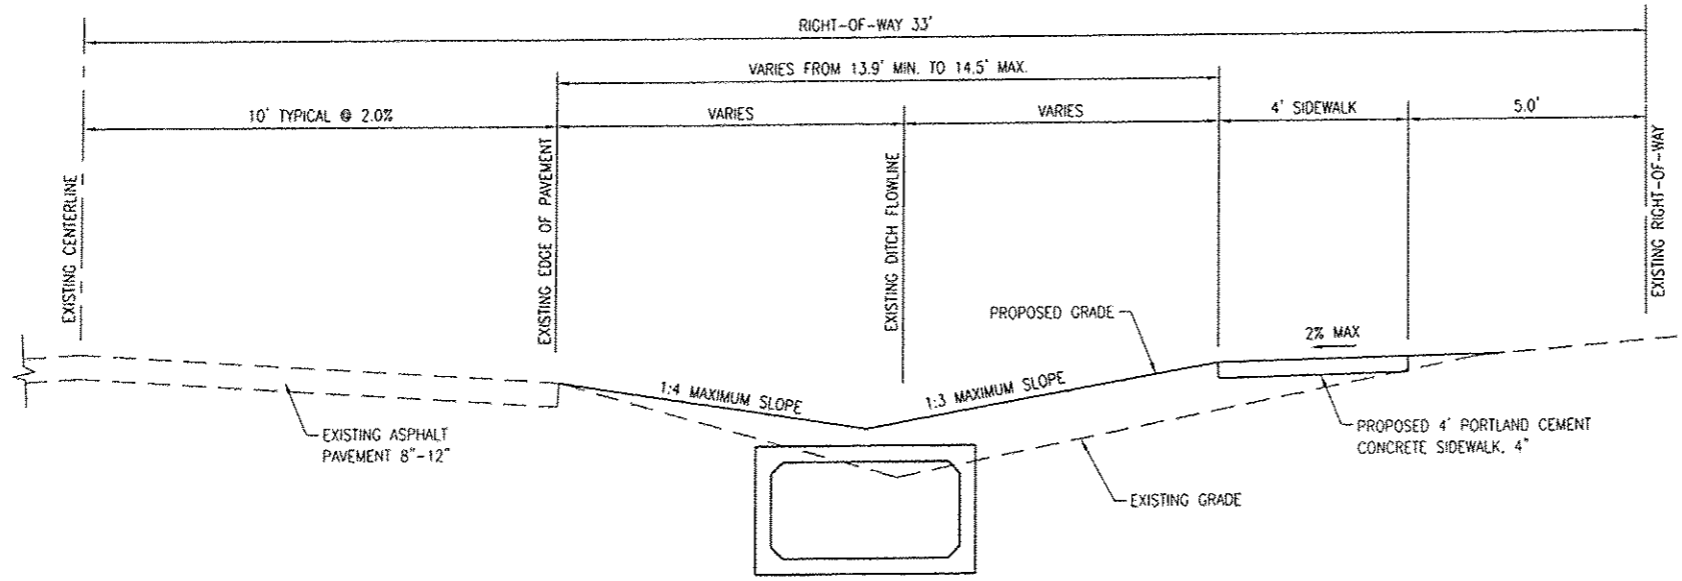 RIGHT-OF-WAY 33'
VARIES FROM 13.9' MIN. TO 14.5' MAX.
10' TYPICAL @ 2.0%
VARIES
VARIES
4' SIDEWALK
5.0'
EXISTING CENTERLINE
EXISTING EDGE OF PAVEMENT
EXISTING DITCH FLOWLINE
EXISTING RIGHT-OF-WAY
PROPOSED GRADE
2% MAX
1:4 MAXIMUM SLOPE
1:3 MAXIMUM SLOPE
EXISTING ASPHALT
PAVEMENT 8"-12"
PROPOSED 4' PORTLAND CEMENT
CONCRETE SIDEWALK, 4"
EXISTING GRADE